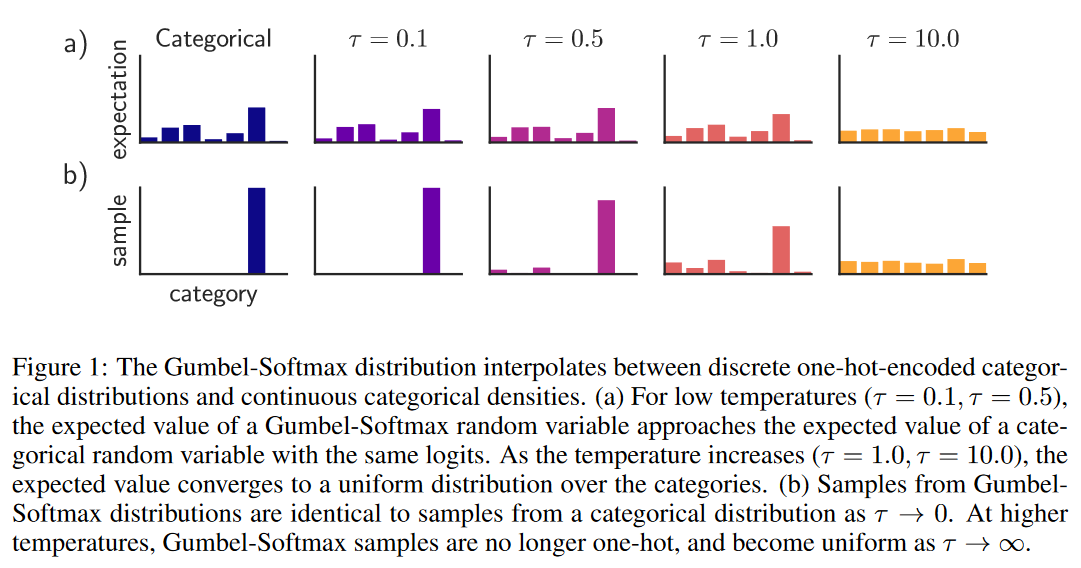 a) Categorical τ = 0.1 τ = 0.5 τ = 1.0 τ = 10.0
expectation
b)
sample
category
Figure 1: The Gumbel-Softmax distribution interpolates between discrete one-hot-encoded categor-
ical distributions and continuous categorical densities. (a) For low temperatures (τ = 0.1, τ = 0.5),
the expected value of a Gumbel-Softmax random variable approaches the expected value of a cate-
gorical random variable with the same logits. As the temperature increases (τ = 1.0, τ = 10.0), the
expected value converges to a uniform distribution over the categories. (b) Samples from Gumbel-
Softmax distributions are identical to samples from a categorical distribution as τ → 0. At higher
temperatures, Gumbel-Softmax samples are no longer one-hot, and become uniform as τ → ∞.